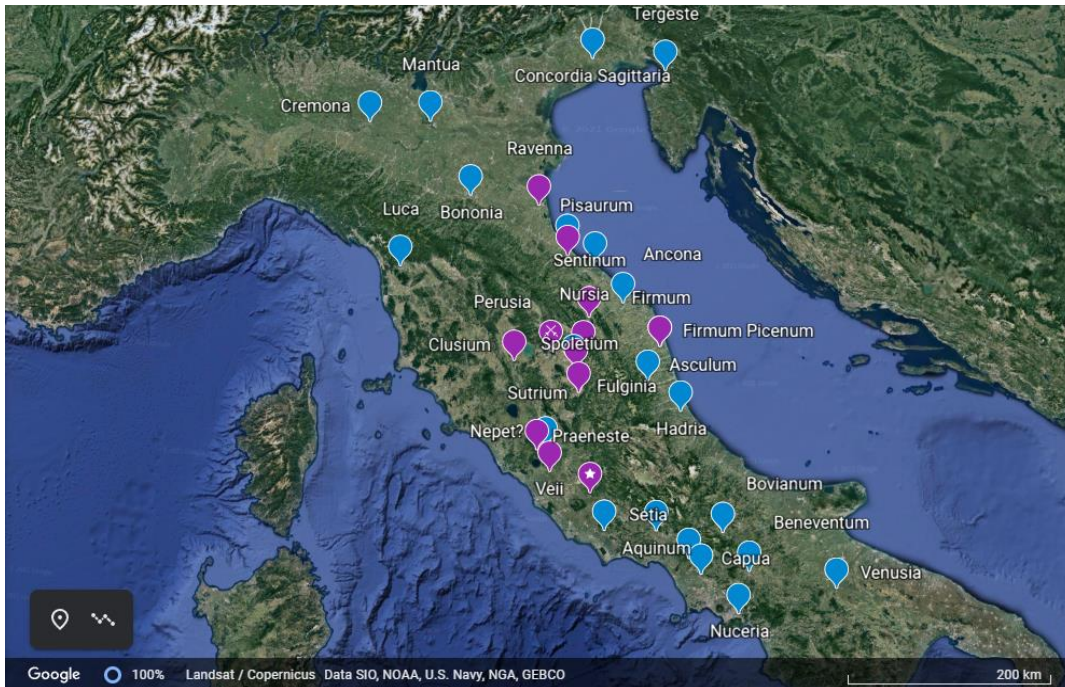 Tergeste
Mantua
Concordia Sagittaria
Cremona
Ravenna
Luca
Bononia
Pisaurum
Sentinum
Ancona
Perusia
Nursia
Firmum
Clusium
Spoletium
Firmum Picenum
Sutrium
Fulginia
Asculum
Nepet?
Praeneste
Hadria
Veii
Setia
Bovianum
Beneventum
Aquinum
Capua
Venusia
Nuceria
Google
100%
Landsat / Copernicus Data SIO, NOAA, U.S. Navy, NGA, GEBCO
200 km